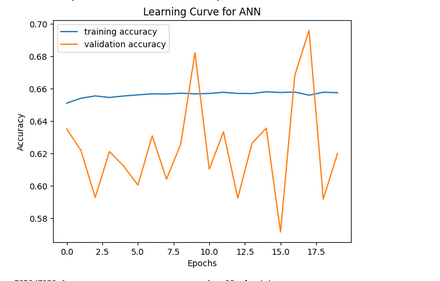 Learning Curve for ANN
training accuracy
validation accuracy
0.70
0.68
0.66
0.64
0.62
0.60
0.58
Accuracy
0.0 2.5 5.0 7.5 10.0 12.5 15.0 17.5
Epochs